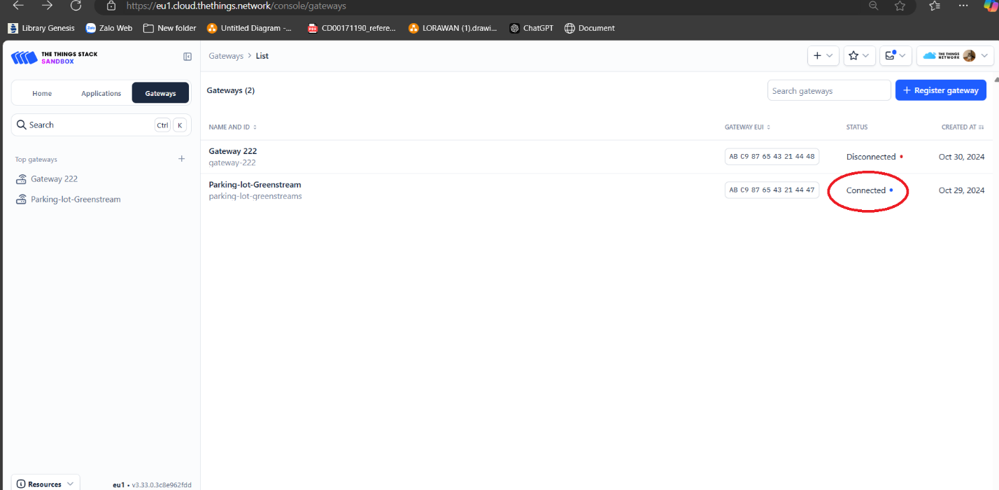 https://eu1.cloud.thethings.network/console/gateways
Library Genesis Zalo Web New folder Untitled Diagram -... CD00171190_refere... LORAWAN (1).drawi... ChatGPT Document
THE THINGS STACK
SANDBOX
Gateways > List
THE THINGS
NETWORK
Home Applications Gateways
Gateways (2)
Search gateways
+ Register gateway
Search Ctrl K
NAME AND ID GATEWAY EUI STATUS CREATED AT
Top gateways +
Gateway 222
Parking-lot-Greenstream
Gateway 222
gateway-222
AB C9 87 65 43 21 44 48 Disconnected Oct 30, 2024
Parking-lot-Greenstream
parking-lot-greenstreams
AB C9 87 65 43 21 44 47 Connected Oct 29, 2024
Resources
eu1 • v3.33.0.3c8e962fdd